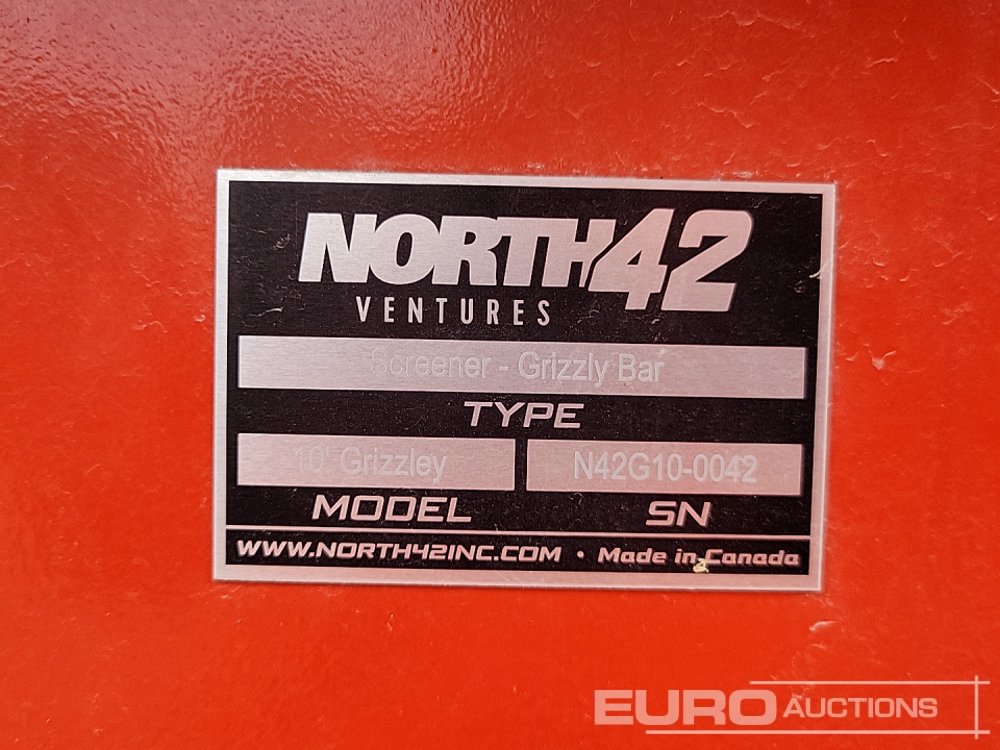 NORTH42
VENTURES
Screener - Grizzly Bar
TYPE
10' Grizzley
N42G10-0042
MODEL
SN
WWW.NORTH42INC.COM • Made in Canada
EURO AUCTIONS